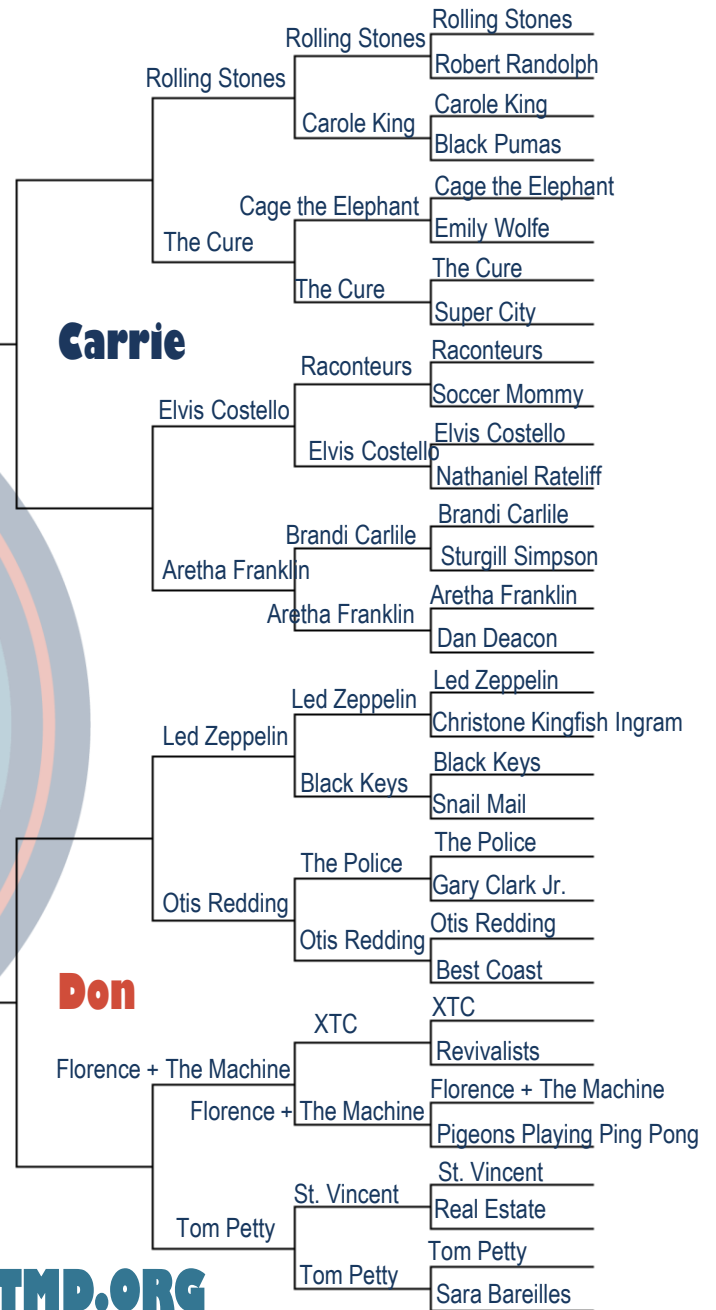 Rolling Stones
Rolling Stones
Robert Randolph
Rolling Stones
Carole King
Carole King
Black Pumas
Cage the Elephant
Cage the Elephant
Emily Wolfe
The Cure
The Cure
The Cure
Super City
Carrie
Raconteurs
Raconteurs
Soccer Mommy
Elvis Costello
Elvis Costello
Elvis Costello
Nathaniel Rateliff
Brandi Carlile
Brandi Carlile
Sturgill Simpson
Aretha Franklin
Aretha Franklin
Aretha Franklin
Dan Deacon
Led Zeppelin
Led Zeppelin
Christone Kingfish Ingram
Led Zeppelin
Black Keys
Black Keys
Snail Mail
The Police
The Police
Gary Clark Jr.
Otis Redding
Otis Redding
Otis Redding
Best Coast
Don
XTC
XTC
Revivalists
Florence + The Machine
Florence + The Machine
Florence + The Machine
Pigeons Playing Ping Pong
St. Vincent
St. Vincent
Real Estate
Tom Petty
Tom Petty
Tom Petty
Sara Bareilles
TMD.ORG